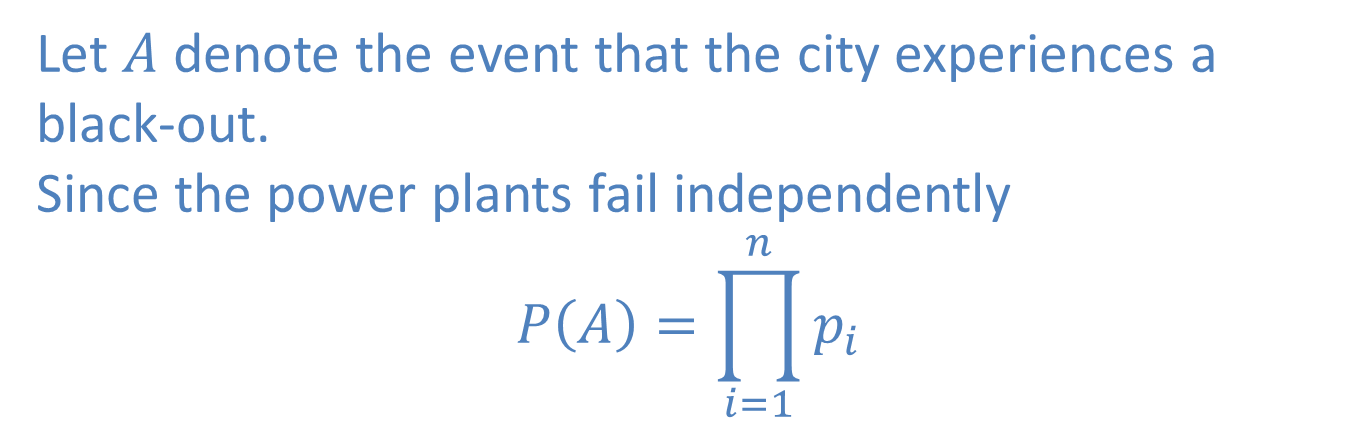 Let A denote the event that the city experiences a
black-out.
Since the power plants fail independently
P(A) = ∏_{i=1}^{n} p_i